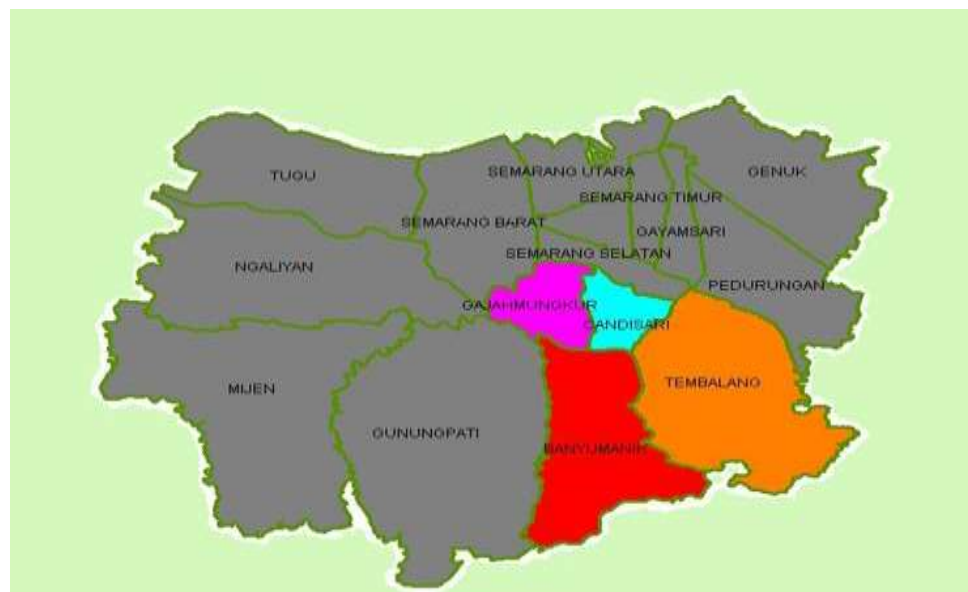 SEMARANG UTARA
GENUK
TUGU
SEMARANG TIMUR
SEMARANG BARAT
GAYAMSARI
SEMARANG SELATAN
NGALIYAN
PEDURUNGAN
GAJAHMUNGKUR
CANDISARI
TEMBALANG
MIJEN
GUNUNGPATI
BANYUMANIK